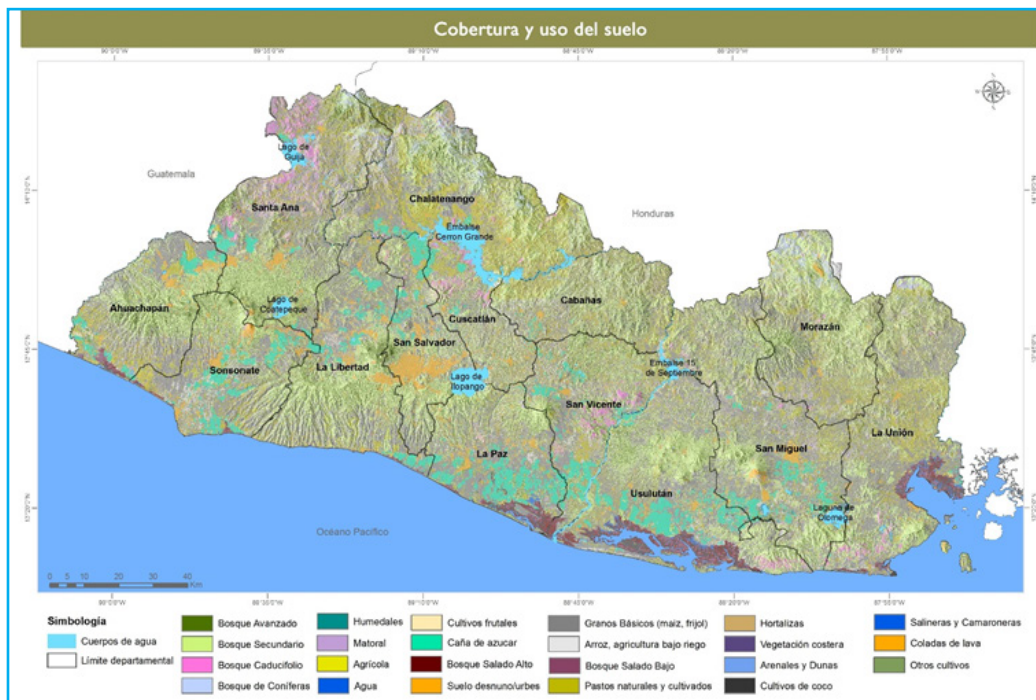 Cobertura y uso del suelo
Guatemala
Honduras
Lago de
Guija
Santa Ana
Chalatenango
Embalse
Cerron Grande
Ahuachapán
Lago de
Coatepeque
Cabañas
Cuscatlán
Morazán
San Salvador
Sonsonate
La Libertad
Lago de
Ilopango
Embalse 15
de Septiembre
San Vicente
La Unión
San Miguel
La Paz
Usulután
Laguna de
Olomega
Océano Pacífico
0 5 10 20 30 40
Km
Simbología
Cuerpos de agua
Límite departamental
Bosque Avanzado
Bosque Secundario
Bosque Caducifolio
Bosque de Coníferas
Humedales
Matoral
Agrícola
Agua
Cultivos frutales
Caña de azucar
Bosque Salado Alto
Suelo desnuno/urbes
Granos Básicos (maiz, frijol)
Arroz, agricultura bajo riego
Bosque Salado Bajo
Pastos naturales y cultivados
Hortalizas
Vegetación costera
Arenales y Dunas
Cultivos de coco
Salineras y Camaroneras
Coladas de lava
Otros cultivos